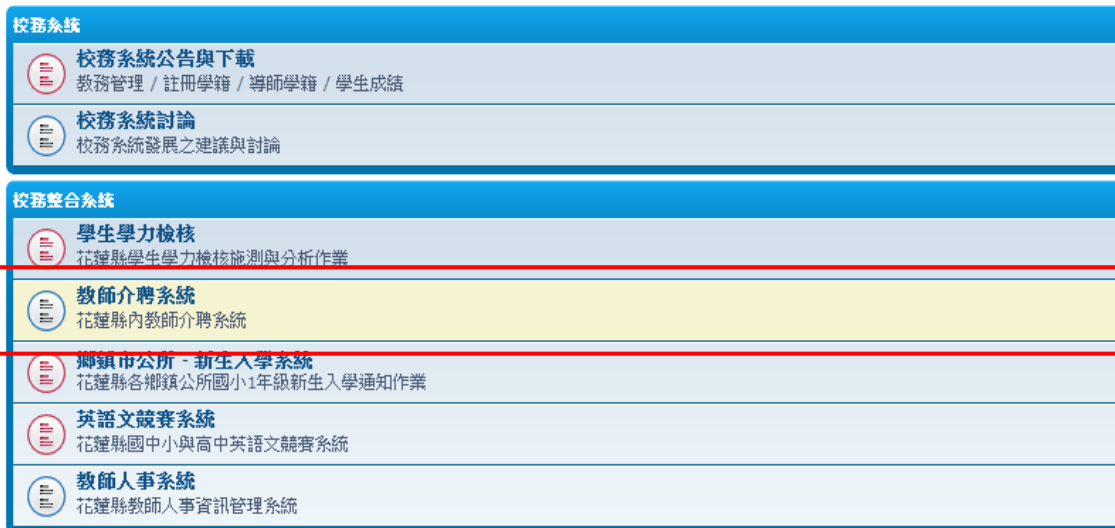 校務系統
校務系統公告與下載
教務管理 / 註冊學籍 / 導師學籍 / 學生成績
校務系統討論
校務系統發展之建議與討論
校務整合系統
學生學力檢核
花蓮縣學生學力檢核施測與分析作業
教師介聘系統
花蓮縣內教師介聘系統
鄉鎮市公所 - 新生入學系統
花蓮縣各鄉鎮公所國小1年級新生入學通知作業
英語文競賽系統
花蓮縣國中小與高中英語文競賽系統
教師人事系統
花蓮縣教師人事資訊管理系統